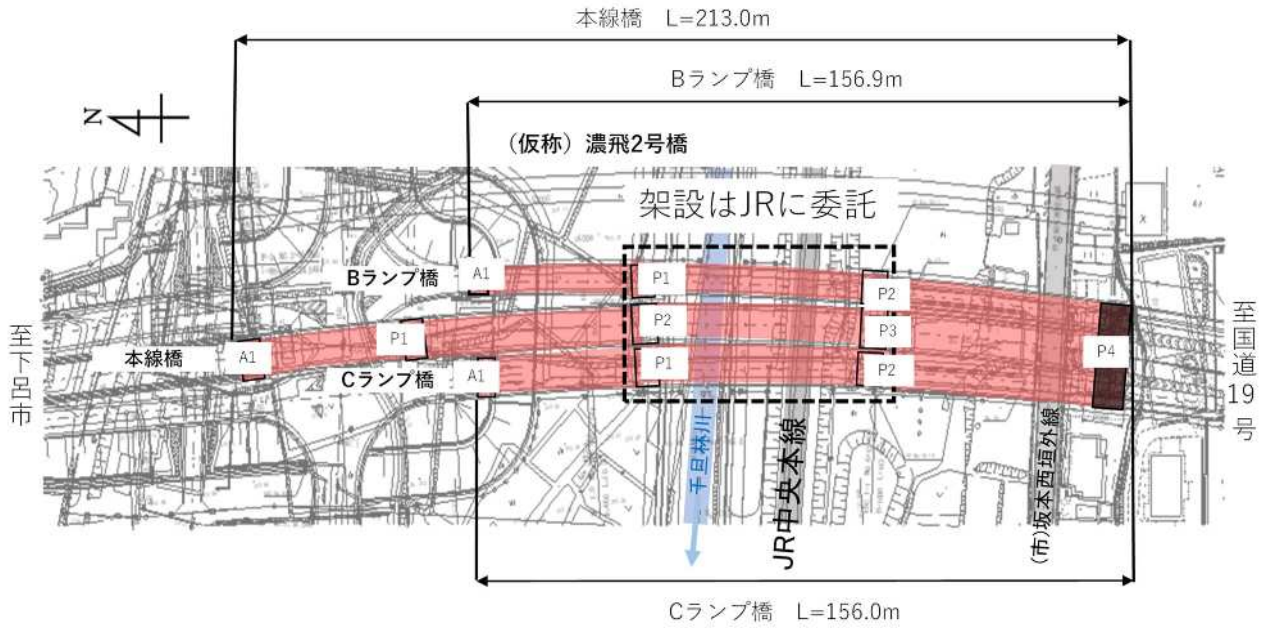 本線橋 L=213.0m
Bランプ橋 L=156.9m
N
（仮称）濃飛2号橋
架設はJRに委託
Bランプ橋
A1
P1
P2
至下呂市
本線橋
A1
P1
P2
P3
P4
至国道19号
Cランプ橋
A1
P1
P2
千旦林川
JR中央本線
(市)坂本西垣外線
Cランプ橋 L=156.0m